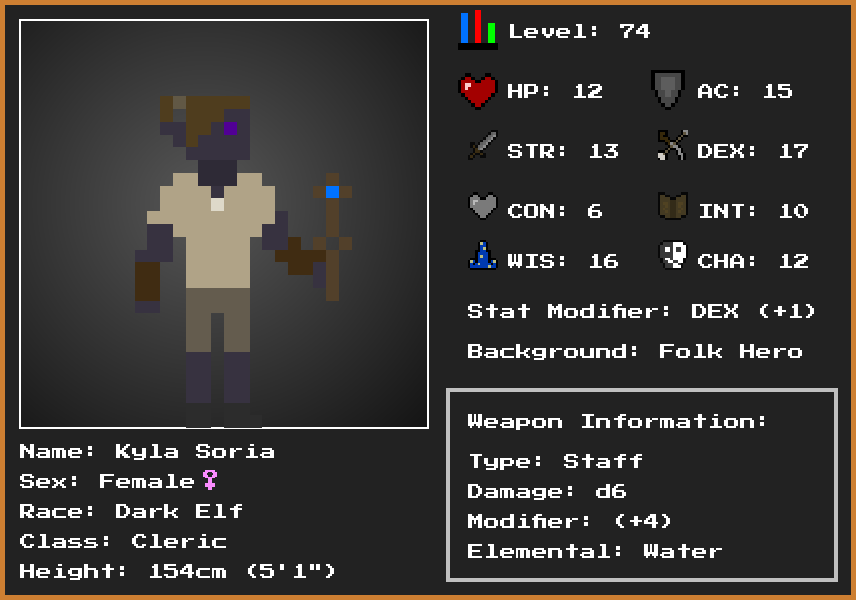 Level: 74
HP: 12 AC: 15
STR: 13 DEX: 17
CON: 6 INT: 10
WIS: 16 CHA: 12
Stat Modifier: DEX (+1)
Background: Folk Hero
Weapon Information:
Type: Staff
Damage: d6
Modifier: (+4)
Elemental: Water
Name: Kyla Soria
Sex: Female♀
Race: Dark Elf
Class: Cleric
Height: 154cm (5'1")